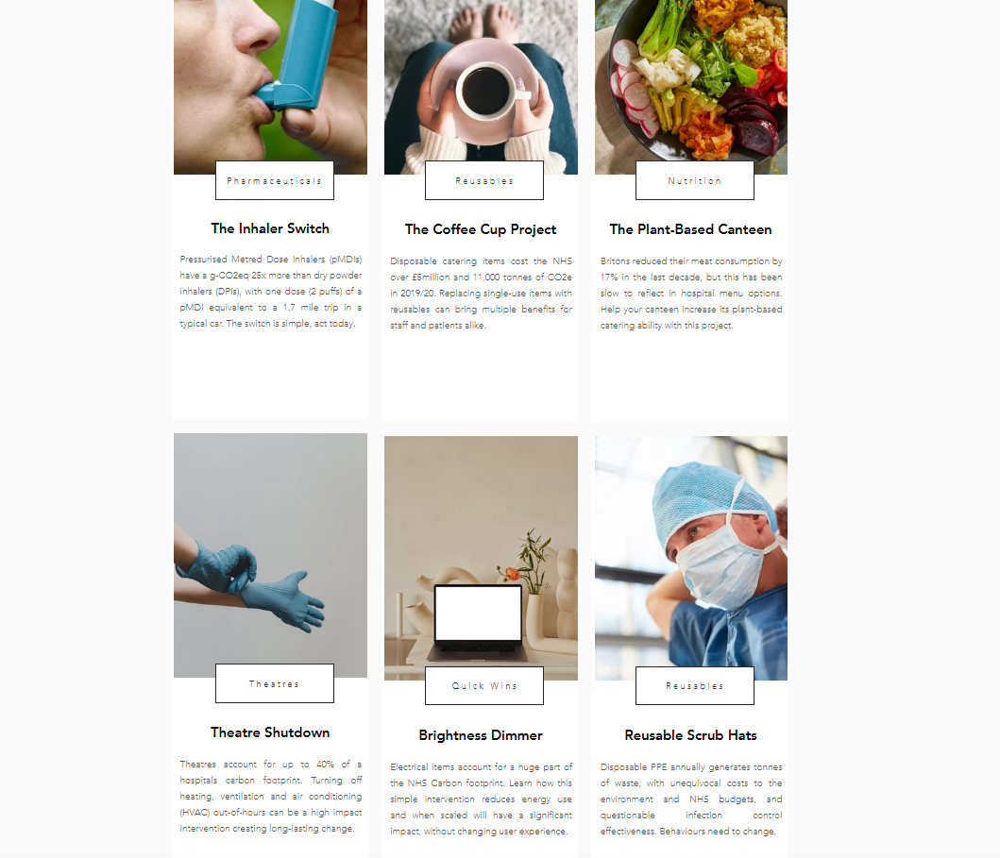 Pharmaceuticals
The Inhaler Switch
Pressurised Metred Dose Inhalers (pMDIs)
have a g-CO2eq 25x more than dry powder
inhalers (DPIs), with one dose (2 puffs) of a
pMDI equivalent to a 1.7 mile trip in a
typical car. The switch is simple, act today.
Reusables
The Coffee Cup Project
Disposable catering items cost the NHS
over £5million and 11,000 tonnes of CO2e
in 2019/20. Replacing single-use items with
reusables can bring multiple benefits for
staff and patients alike.
Nutrition
The Plant-Based Canteen
Britons reduced their meat consumption by
17% in the last decade, but this has been
slow to reflect in hospital menu options.
Help your canteen increase its plant-based
catering ability with this project.
Theatres
Theatre Shutdown
Theatres account for up to 40% of a
hospitals carbon footprint. Turning off
heating, ventilation and air conditioning
(HVAC) out-of-hours can be a high impact
intervention creating long-lasting change.
Quick Wins
Brightness Dimmer
Electrical items account for a huge part of
the NHS Carbon footprint. Learn how this
simple intervention reduces energy use
and when scaled will have a significant
impact, without changing user experience.
Reusables
Reusable Scrub Hats
Disposable PPE annually generates tonnes
of waste, with unequivocal costs to the
environment and NHS budgets, and
questionable infection control
effectiveness. Behaviours need to change.